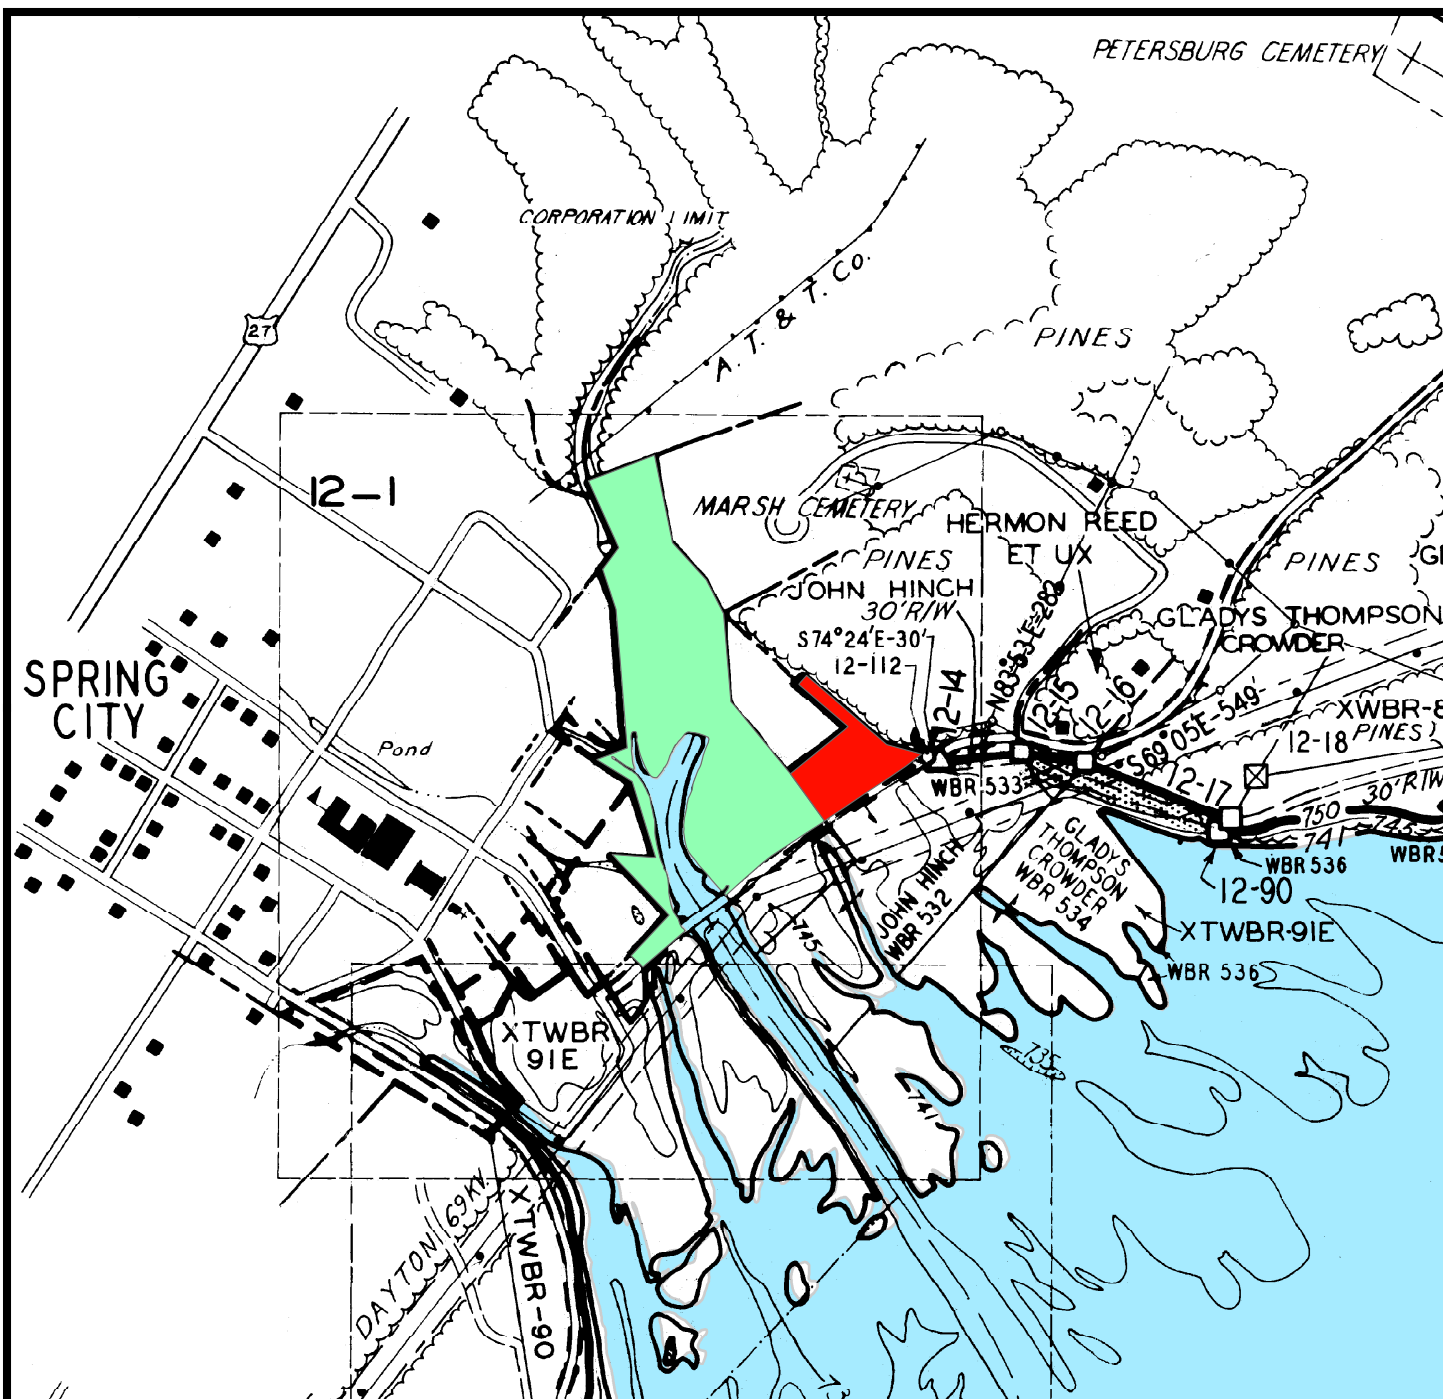 PETERSBURG CEMETERY
CORPORATION LIMIT
A. T. & T. Co.
27
PINES
12-1
MARSH CEMETERY
HERMON REED
ET UX
PINES
PINES
JOHN HINCH
30' R/W
S74°24'E-30'
12-112
GLADYS THOMPSON
CROWDER
SPRING
CITY
Pond
12-14
12-15
12-16
XWBR-8
PINES
12-18
S69°05'E-549'
12-17
WBR 533
30' R/W
750
741
745
WBR 536
12-90
GLADYS
THOMPSON
CROWDER
WBR 534
JOHN HINCH
WBR 532
745
XTWBR-91E
WBR 536
XTWBR
91E
735
741
DAYTON 69 KV.
XTWBR-90